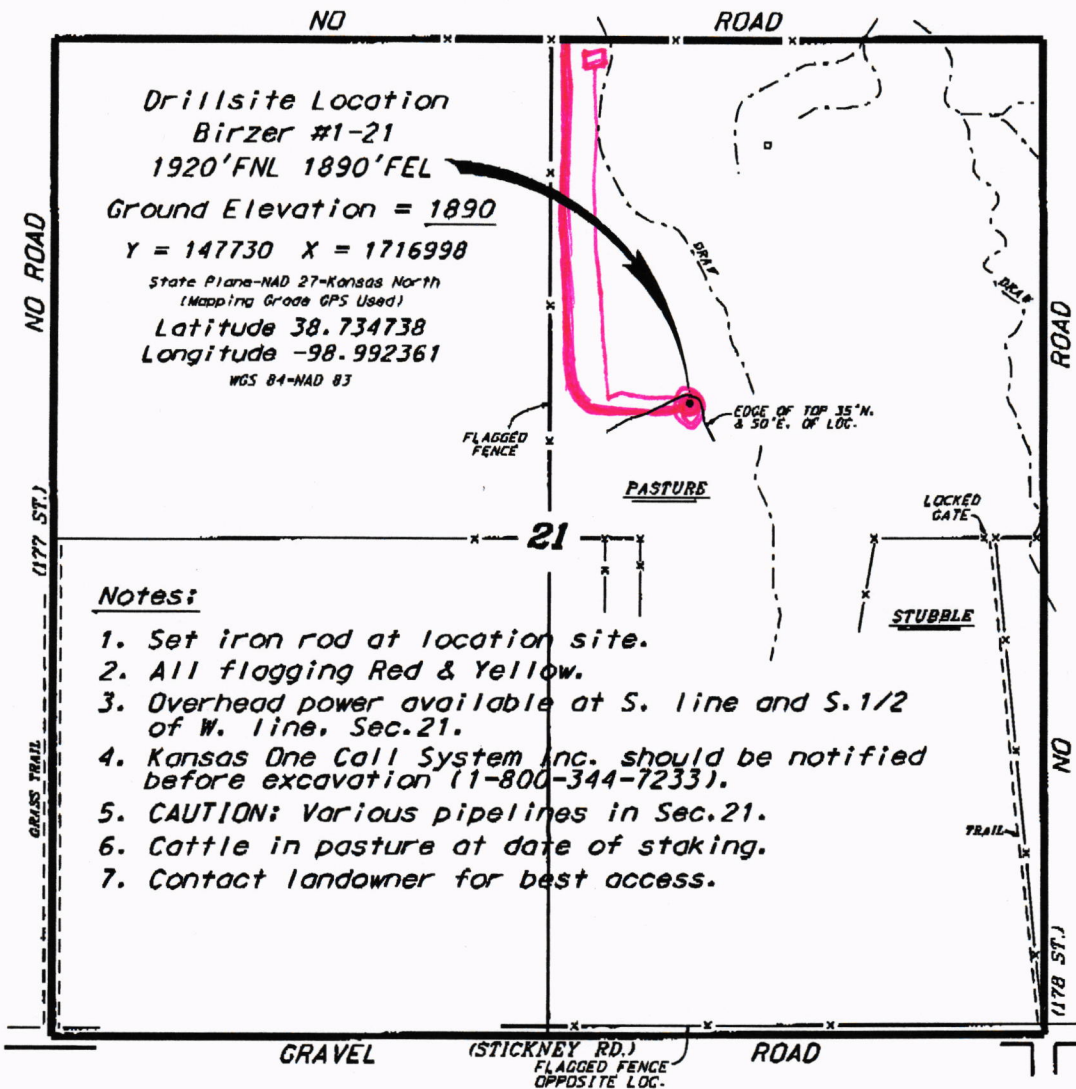 NO ROAD
Drillsite Location
Birzer #1-21
1920'FNL 1890'FEL
Ground Elevation = 1890
Y = 147730 X = 1716998
State Plane-NAD 27-Kansas North
(Mapping Grade GPS Used)
Latitude 38.734738
Longitude -98.992361
WGS 84-NAD 83
NO ROAD
DRAW
DRAW
ROAD
FLAGGED
FENCE
EDGE OF TOP 35'N.
& 50'E. OF LOC.
PASTURE
LOCKED
GATE
(177 ST.)
21
STUBBLE
Notes:
1. Set iron rod at location site.
2. All flagging Red & Yellow.
3. Overhead power available at S. line and S.1/2
of W. line, Sec.21.
4. Kansas One Call System Inc. should be notified
before excavation (1-800-344-7233).
5. CAUTION: Various pipelines in Sec.21.
6. Cattle in pasture at date of staking.
7. Contact landowner for best access.
GRASS TRAIL
NO
TRAIL
(178 ST.)
GRAVEL (STICKNEY RD.) ROAD
FLAGGED FENCE
OPPOSITE LOC.